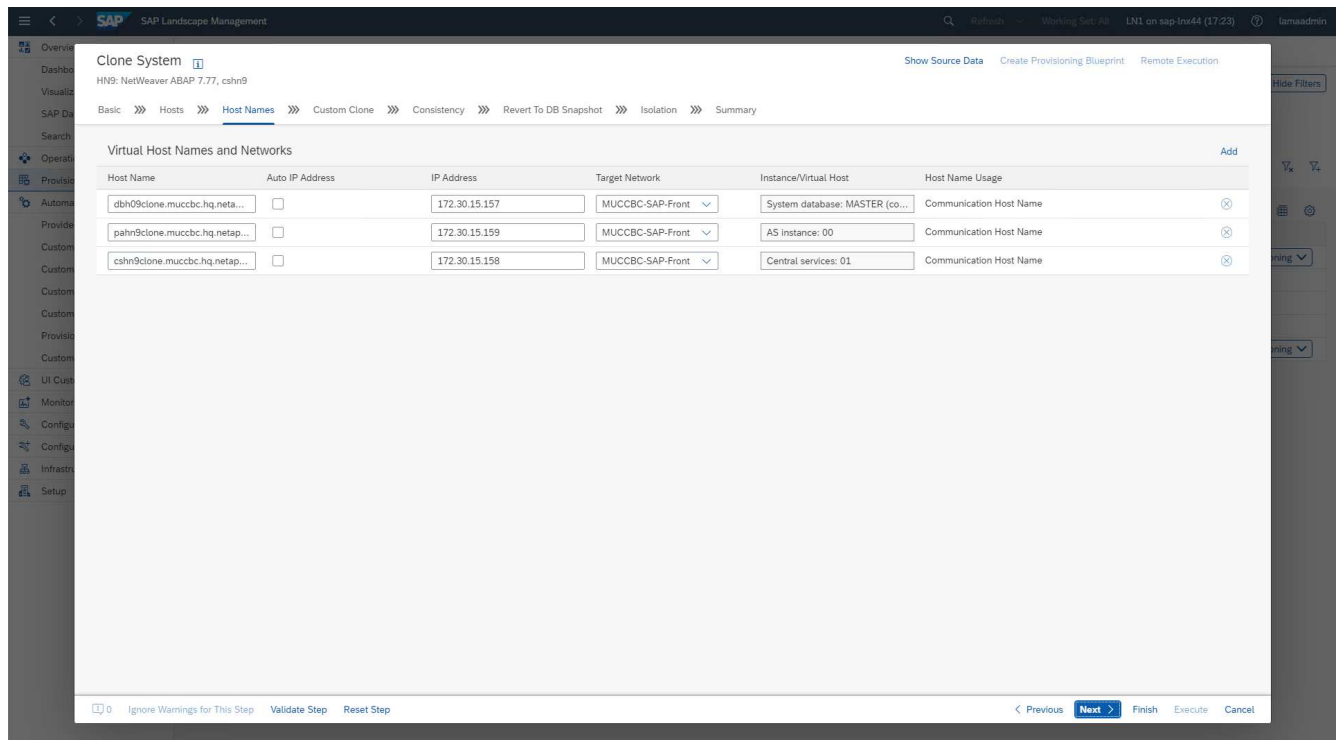 SAP SAP Landscape Management Refresh Working Set: All LN1 on sap-lnx44 (17:23) lamaadmin
Clone System
Show Source Data Create Provisioning Blueprint Remote Execution
HN9: NetWeaver ABAP 7.77, cshn9
Basic Hosts Host Names Custom Clone Consistency Revert To DB Snapshot Isolation Summary
Virtual Host Names and Networks
Add
Host Name Auto IP Address IP Address Target Network Instance/Virtual Host Host Name Usage
dbh09clone.muccbc.hq.neta... 172.30.15.157 MUCCBC-SAP-Front System database: MASTER (co... Communication Host Name
pahn9clone.muccbc.hq.netap... 172.30.15.159 MUCCBC-SAP-Front AS instance: 00 Communication Host Name
cshn9clone.muccbc.hq.netap... 172.30.15.158 MUCCBC-SAP-Front Central services: 01 Communication Host Name
0 Ignore Warnings for This Step Validate Step Reset Step
< Previous Next > Finish Execute Cancel
Overvie
Dashbo
Visualiz
SAP Da
Search
Operati
Provisio
Automa
Provide
Custom
Custom
Custom
Custom
Provisio
Custom
UI Cust
Monitor
Configu
Configu
Infrastru
Setup
Hide Filters
oning
oning